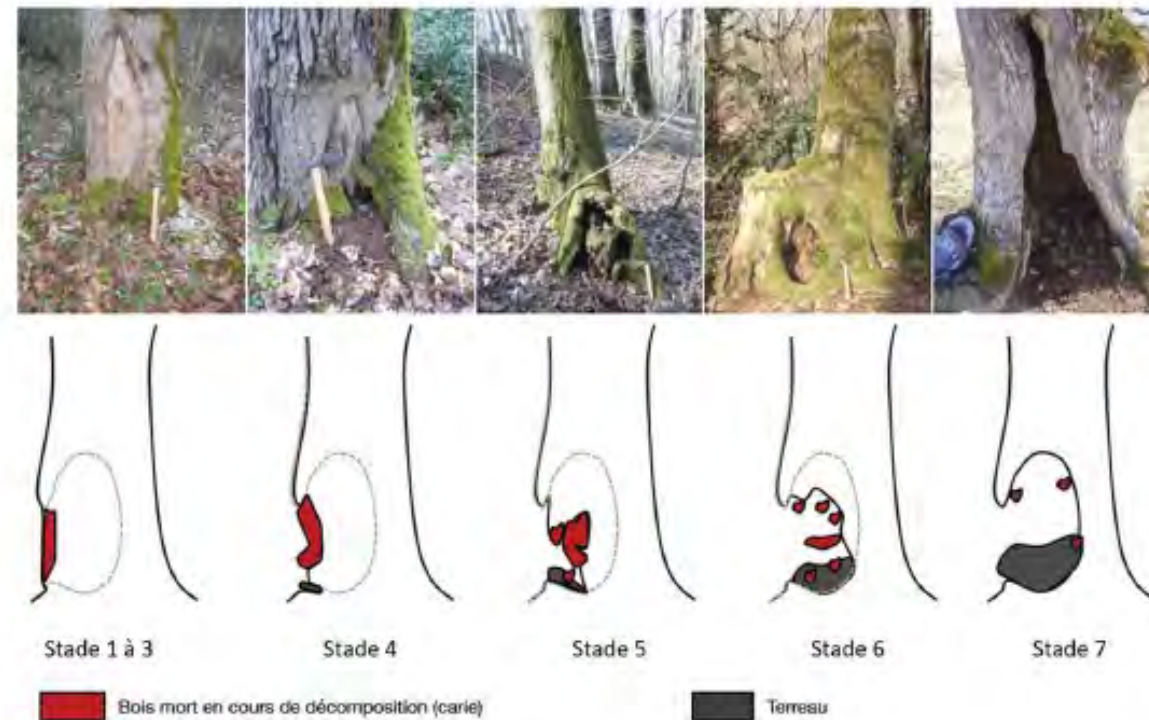 Stade 1 à 3
Stade 4
Stade 5
Stade 6
Stade 7
Bois mort en cours de décomposition (carie)
Terreau